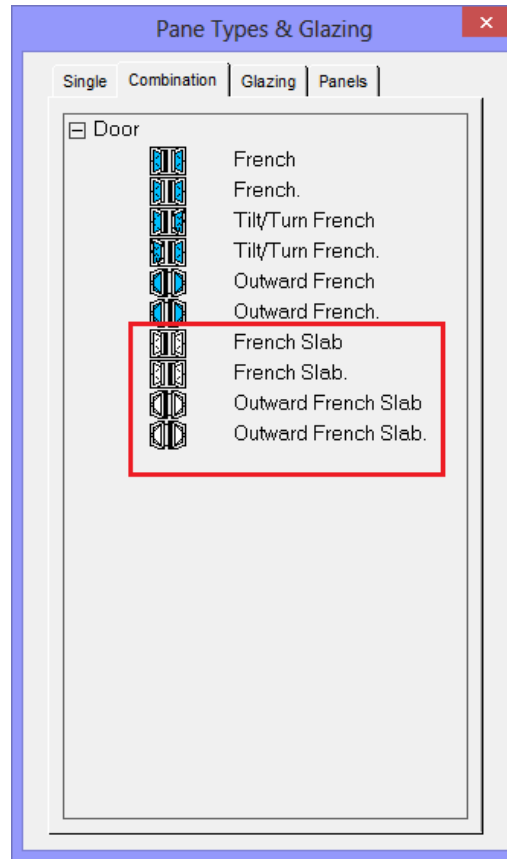 Pane Types & Glazing
Single Combination Glazing Panels
Door
French
French.
Tilt/Turn French
Tilt/Turn French.
Outward French
Outward French.
French Slab
French Slab.
Outward French Slab
Outward French Slab.